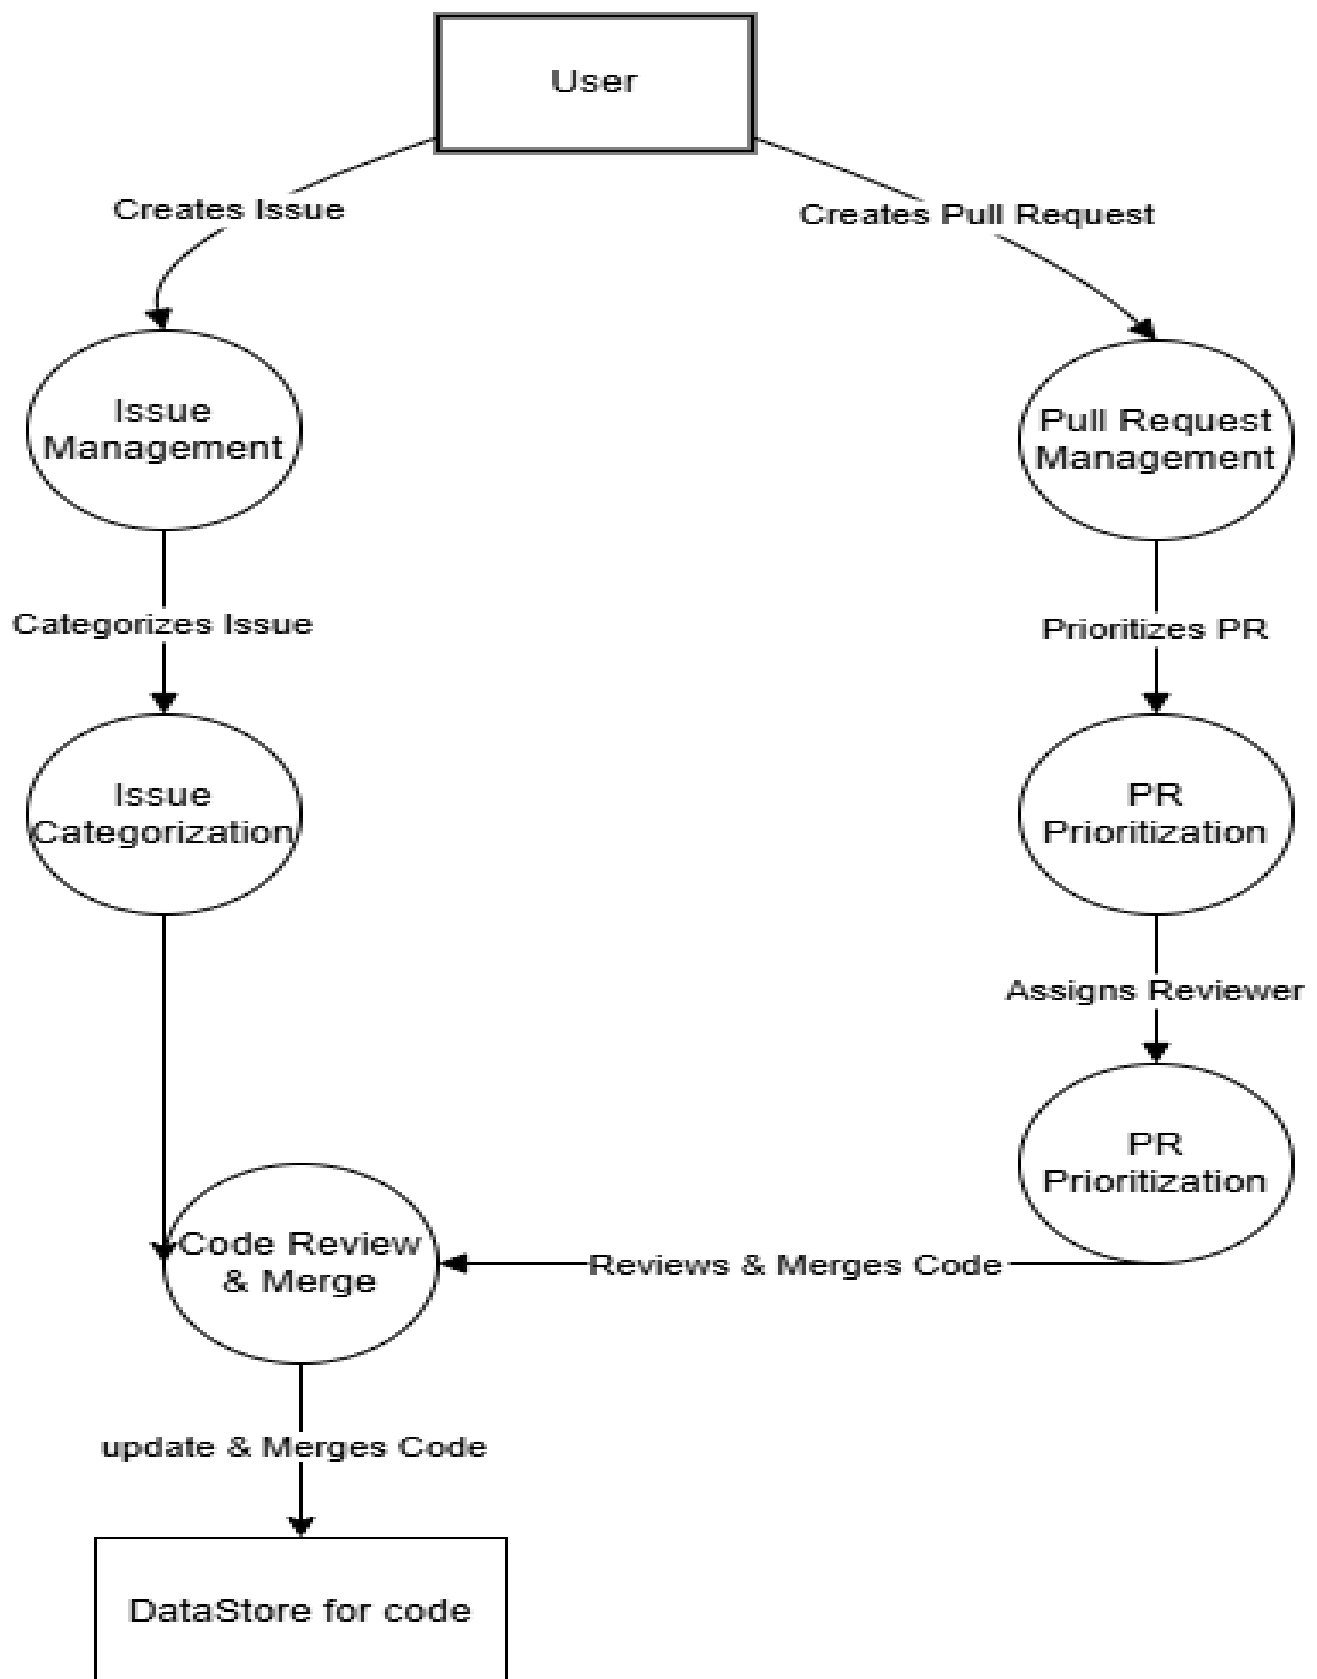 User
Creates Issue
Creates Pull Request
Issue
Management
Pull Request
Management
Categorizes Issue
Prioritizes PR
Issue
Categorization
PR
Prioritization
Assigns Reviewer
PR
Prioritization
Code Review
& Merge
Reviews & Merges Code
update & Merges Code
DataStore for code